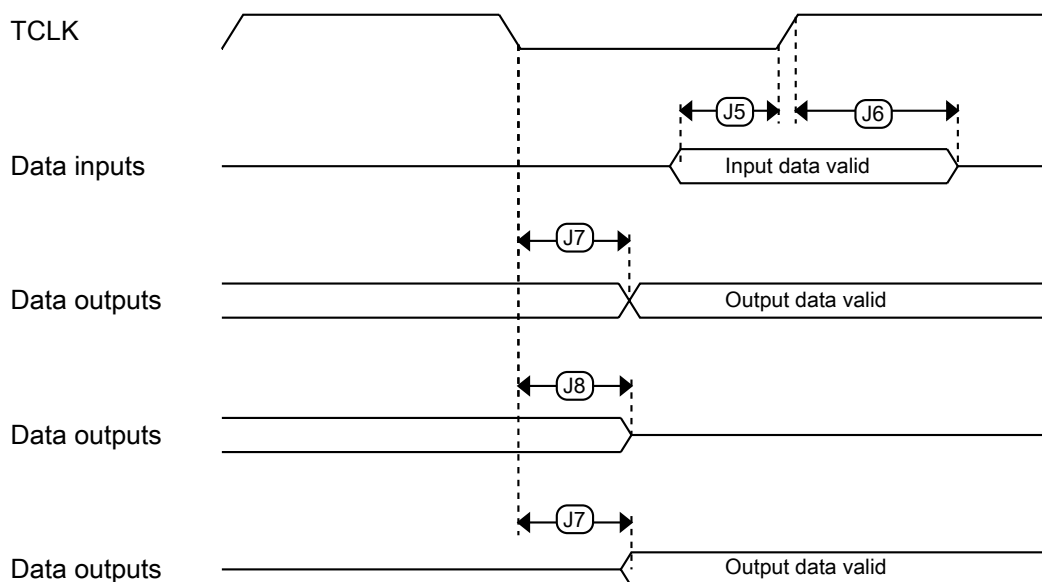 TCLK
J5
J6
Data inputs
Input data valid
J7
Data outputs
Output data valid
J8
Data outputs
J7
Data outputs
Output data valid